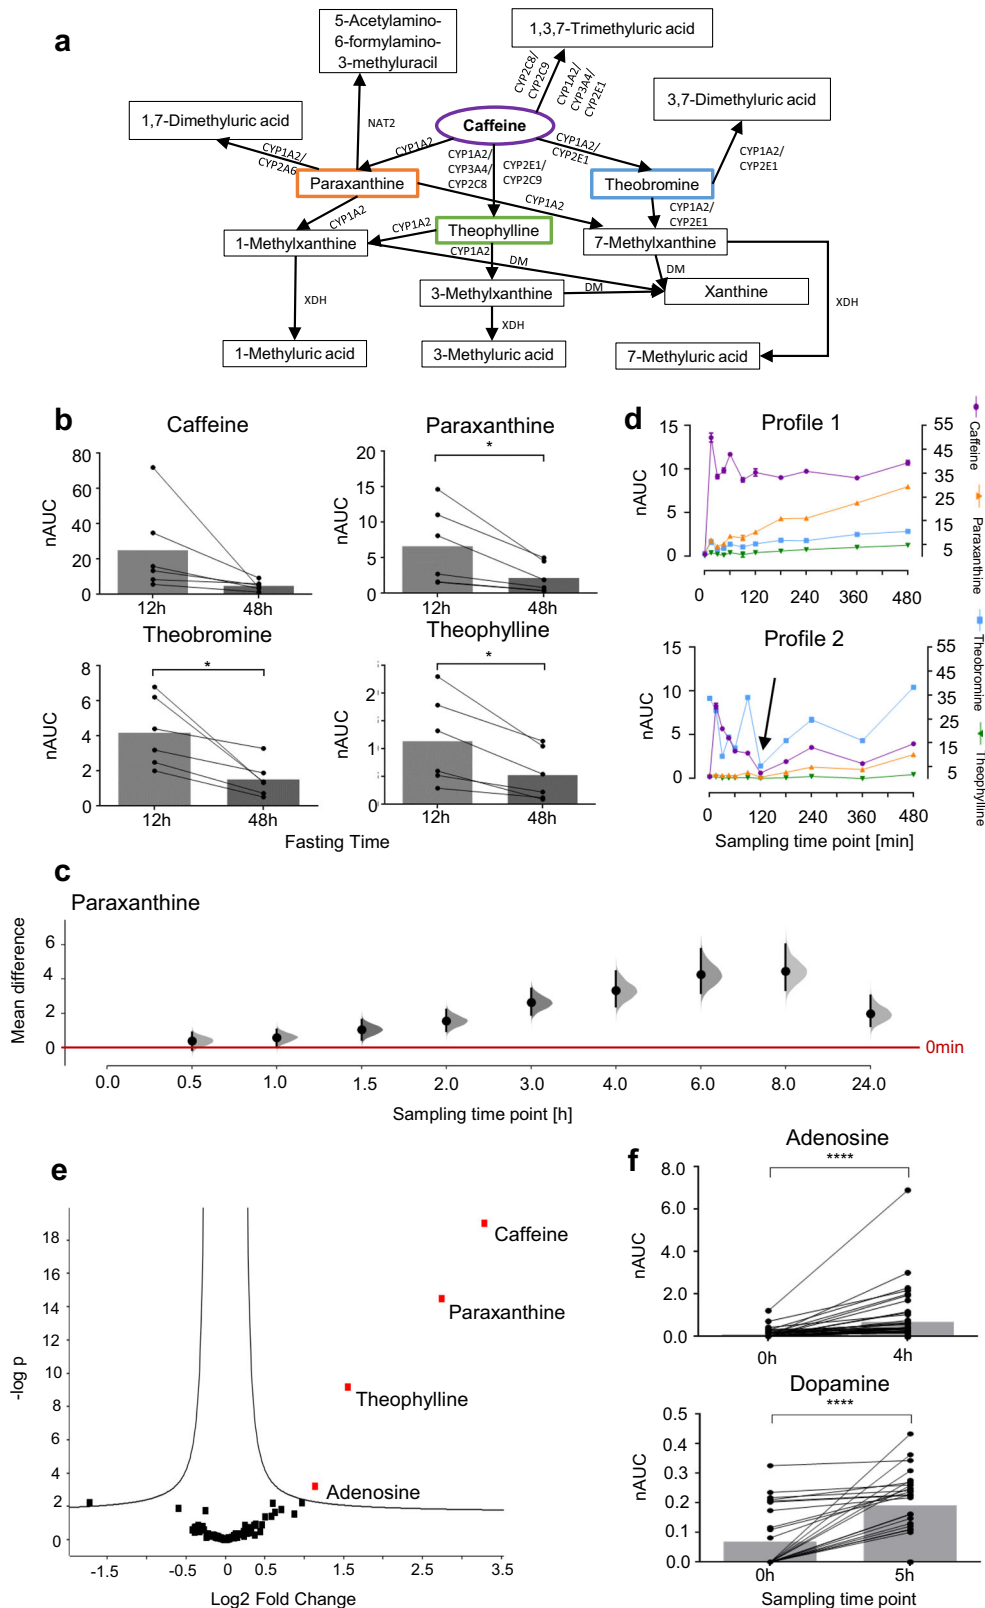 a
5-Acetylamino-
6-formylamino-
3-methyluracil
1,3,7-Trimethyluric acid
CYP2C8/
CYP2C9
CYP1A2/
CYP3A4/
CYP2E1
3,7-Dimethyluric acid
1,7-Dimethyluric acid
NAT2
Caffeine
CYP1A2/
CYP2A6
CYP1A2
CYP1A2/
CYP3A4/
CYP2C8
CYP2E1/
CYP2C9
CYP1A2/
CYP2E1
CYP1A2/
CYP2E1
Paraxanthine
Theobromine
CYP1A2
CYP1A2
CYP1A2
CYP1A2/
CYP2E1
Theophylline
1-Methylxanthine
7-Methylxanthine
CYP1A2
DM
DM
3-Methylxanthine
DM
Xanthine
XDH
XDH
XDH
1-Methyluric acid
3-Methyluric acid
7-Methyluric acid
b
Caffeine
nAUC
80
60
40
20
0
12h
48h
Paraxanthine
*
nAUC
20
15
10
5
0
12h
48h
Theobromine
*
nAUC
8
6
4
2
0
12h
48h
Theophylline
*
nAUC
2
1
0
12h
48h
Fasting Time
d
Profile 1
nAUC
15
10
5
0
55
45
35
25
15
5
0
120
240
360
480
Profile 2
nAUC
15
10
5
0
55
45
35
25
15
5
0
120
240
360
480
Sampling time point [min]
Caffeine
Paraxanthine
Theobromine
Theophylline
c
Paraxanthine
Mean difference
6
4
2
0
0min
0.0
0.5
1.0
1.5
2.0
3.0
4.0
6.0
8.0
24.0
Sampling time point [h]
e
-log p
18
16
14
12
10
8
6
4
2
0
Caffeine
Paraxanthine
Theophylline
Adenosine
-1.5
-0.5
0
0.5
1.5
2.5
3.5
Log2 Fold Change
f
Adenosine
****
nAUC
8.0
6.0
4.0
2.0
0.0
0h
4h
Dopamine
****
nAUC
0.5
0.4
0.3
0.2
0.1
0.0
0h
5h
Sampling time point